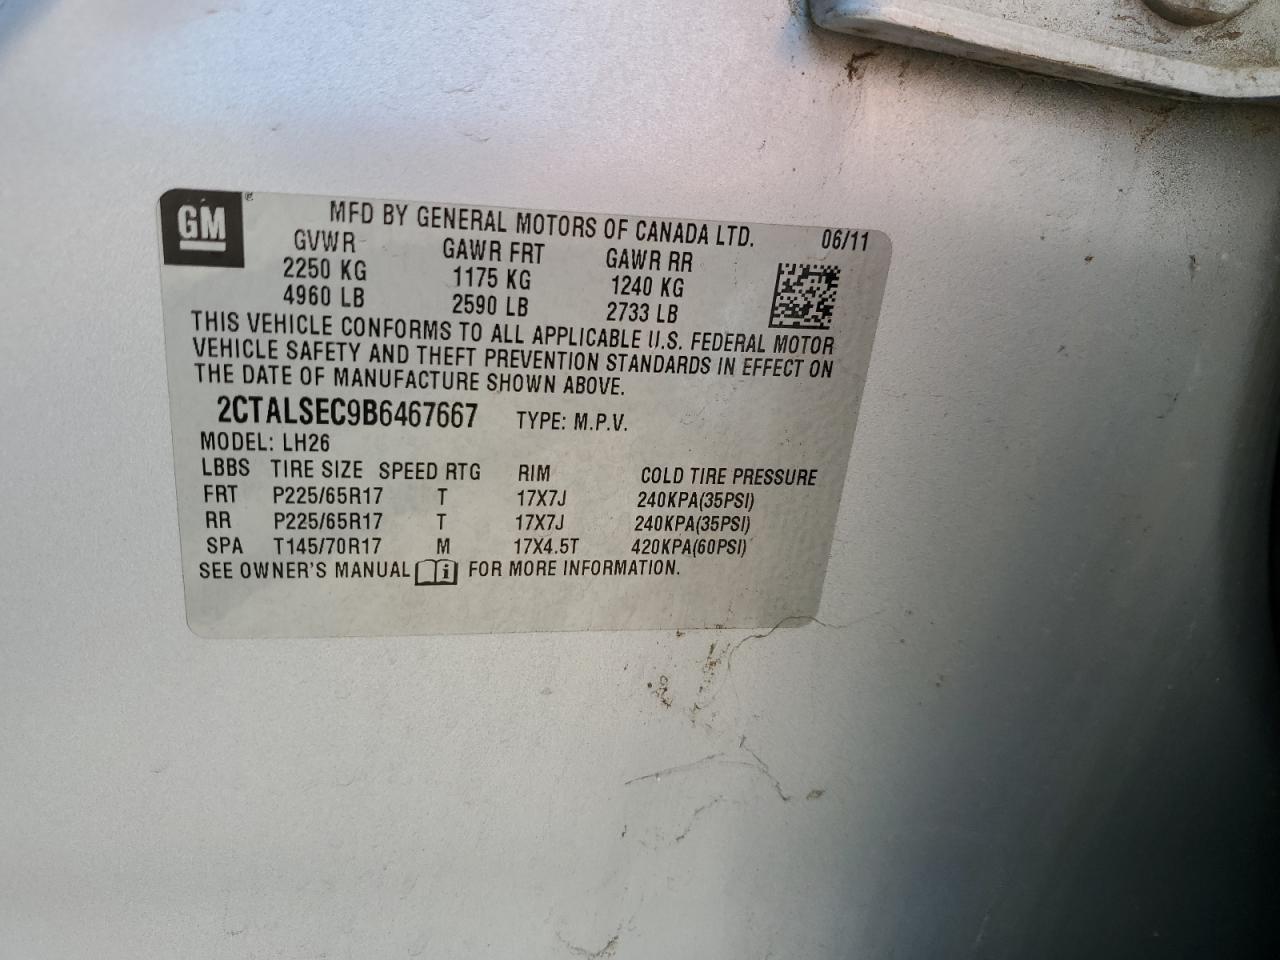 GM ®
MFD BY GENERAL MOTORS OF CANADA LTD. 06/11
GVWR GAWR FRT GAWR RR
2250 KG 1175 KG 1240 KG
4960 LB 2590 LB 2733 LB
THIS VEHICLE CONFORMS TO ALL APPLICABLE U.S. FEDERAL MOTOR
VEHICLE SAFETY AND THEFT PREVENTION STANDARDS IN EFFECT ON
THE DATE OF MANUFACTURE SHOWN ABOVE.
2CTALSEC9B6467667 TYPE: M.P.V.
MODEL: LH26
LBBS TIRE SIZE SPEED RTG RIM COLD TIRE PRESSURE
FRT P225/65R17 T 17X7J 240KPA(35PSI)
RR P225/65R17 T 17X7J 240KPA(35PSI)
SPA T145/70R17 M 17X4.5T 420KPA(60PSI)
SEE OWNER'S MANUAL i FOR MORE INFORMATION.